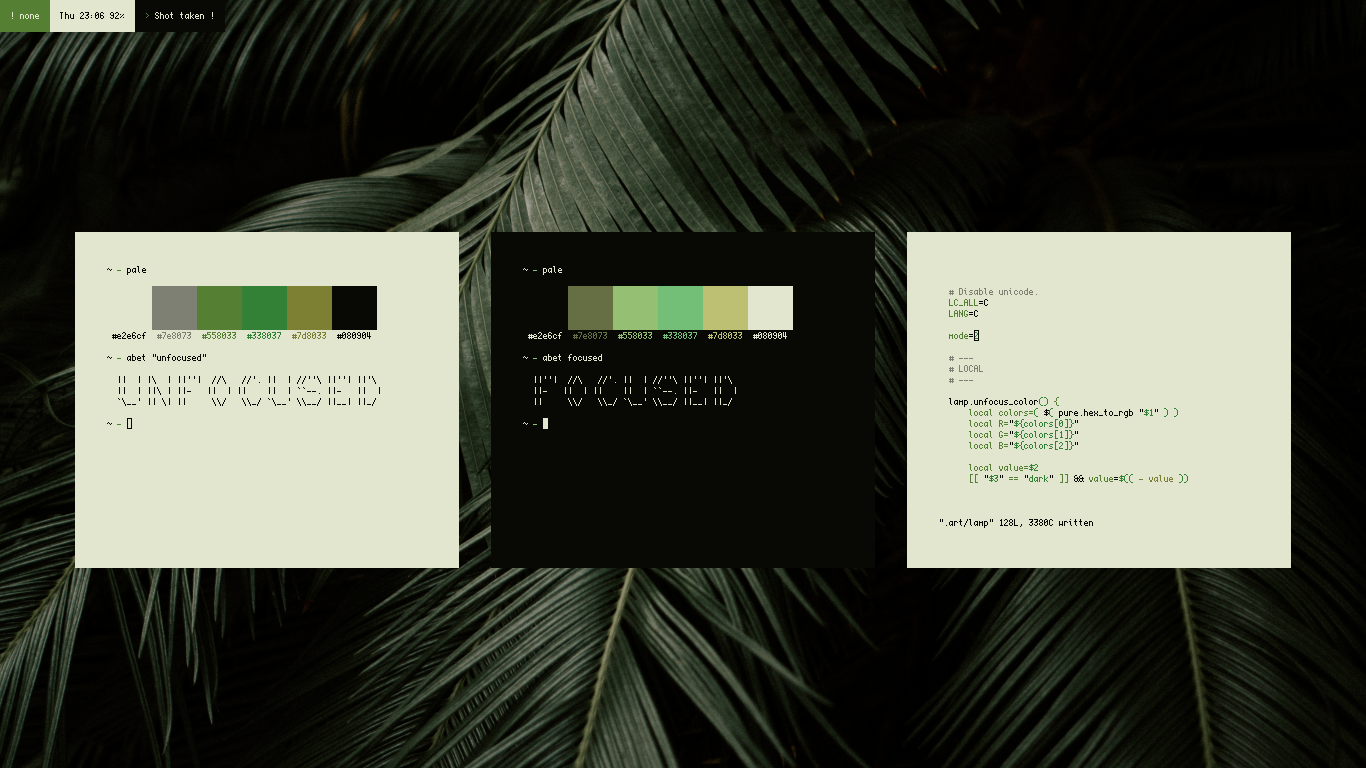 ! none
Thu 23:06 92%
> Shot taken !
~ - pale
#e2e6cf #7e8073 #558033 #338037 #7d8033 #080904
~ - abet "unfocused"
UNFOCUSED
~ -
~ - pale
#e2e6cf #7e8073 #558033 #338037 #7d8033 #080904
~ - abet focused
FOCUSED
~ -
# Disable unicode.
LC_ALL=C
LANG=C
mode=
# ---
# LOCAL
# ---
lamp.unfocus_color() {
local colors=( $( pure.hex_to_rgb "$1" ) )
local R="${colors[0]}"
local G="${colors[1]}"
local B="${colors[2]}"
local value=$2
[[ "$3" == "dark" ]] && value=$(( - value ))
".art/lamp" 128L, 3380C written